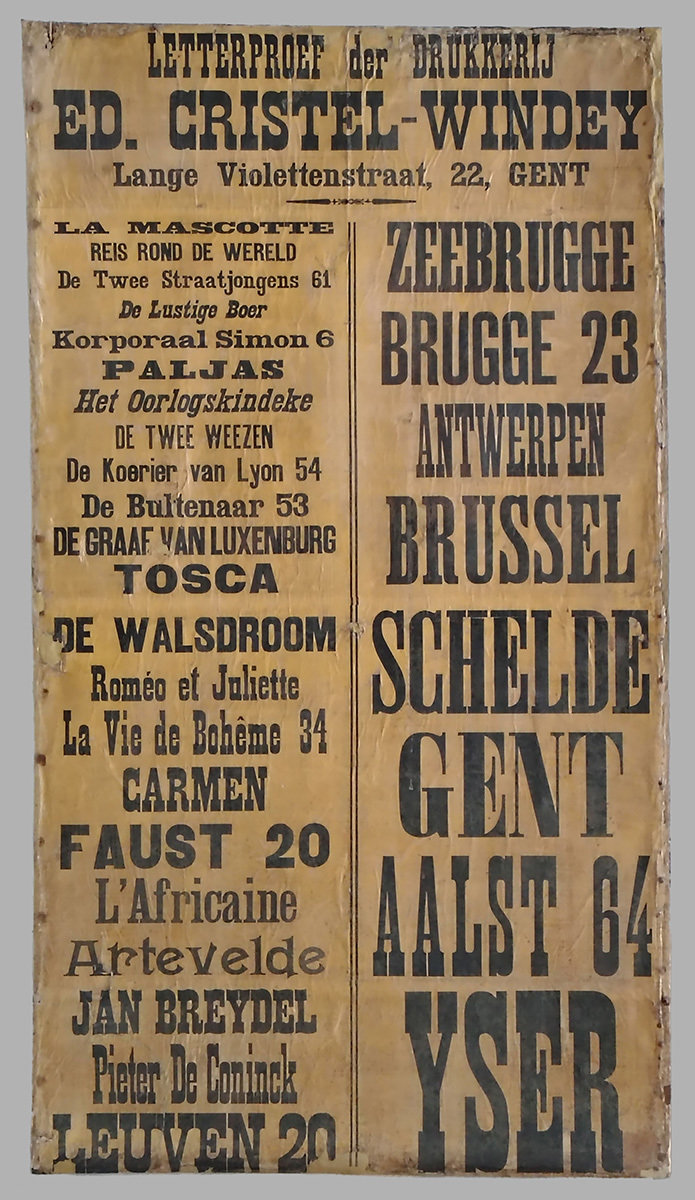 LETTERPROEF der DRUKKERIJ
ED. CRISTEL-WINDEY
Lange Violettenstraat, 22, GENT
LA MASCOTTE
REIS ROND DE WERELD
De Twee Straatjongens 61
De Lustige Boer
Korporaal Simon 6
PALJAS
Het Oorlogskindeke
DE TWEE WEEZEN
De Koerier van Lyon 54
De Bultenaar 53
DE GRAAF VAN LUXENBURG
TOSCA
DE WALSDROOM
Roméo et Juliette
La Vie de Bohême 34
CARMEN
FAUST 20
L'Africaine
Artevelde
JAN BREYDEL
Pieter De Coninck
LEUVEN 20
ZEEBRUGGE
BRUGGE 23
ANTWERPEN
BRUSSEL
SCHELDE
GENT
AALST 64
YSER